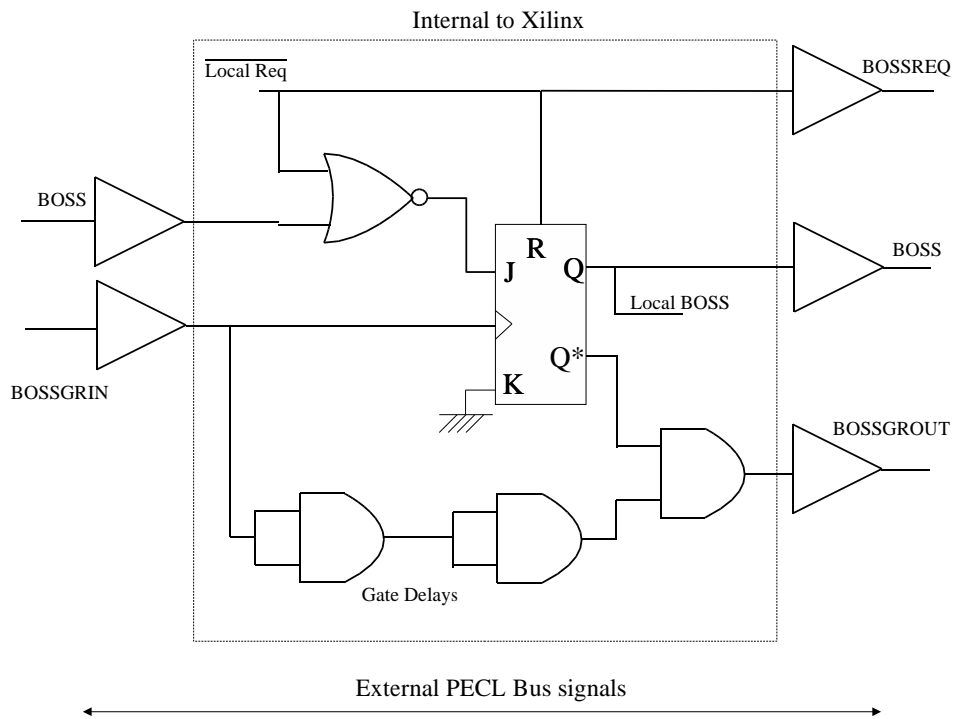 Internal to Xilinx
Local Req
BOSSREQ
BOSS
R
J
Q
BOSS
Local BOSS
Q*
K
BOSSGRIN
BOSSGROUT
Gate Delays
External PECL Bus signals